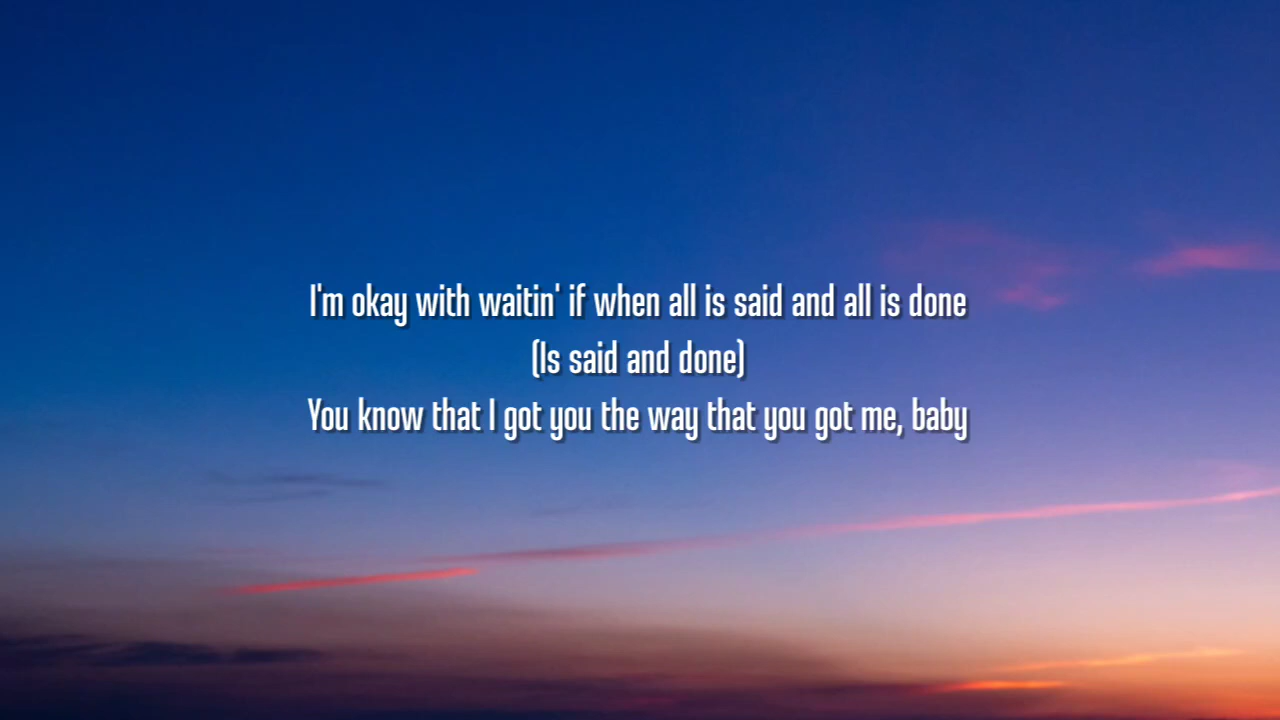 I'm okay with waitin' if when all is said and all is done
(Is said and done)
You know that I got you the way that you got me, baby